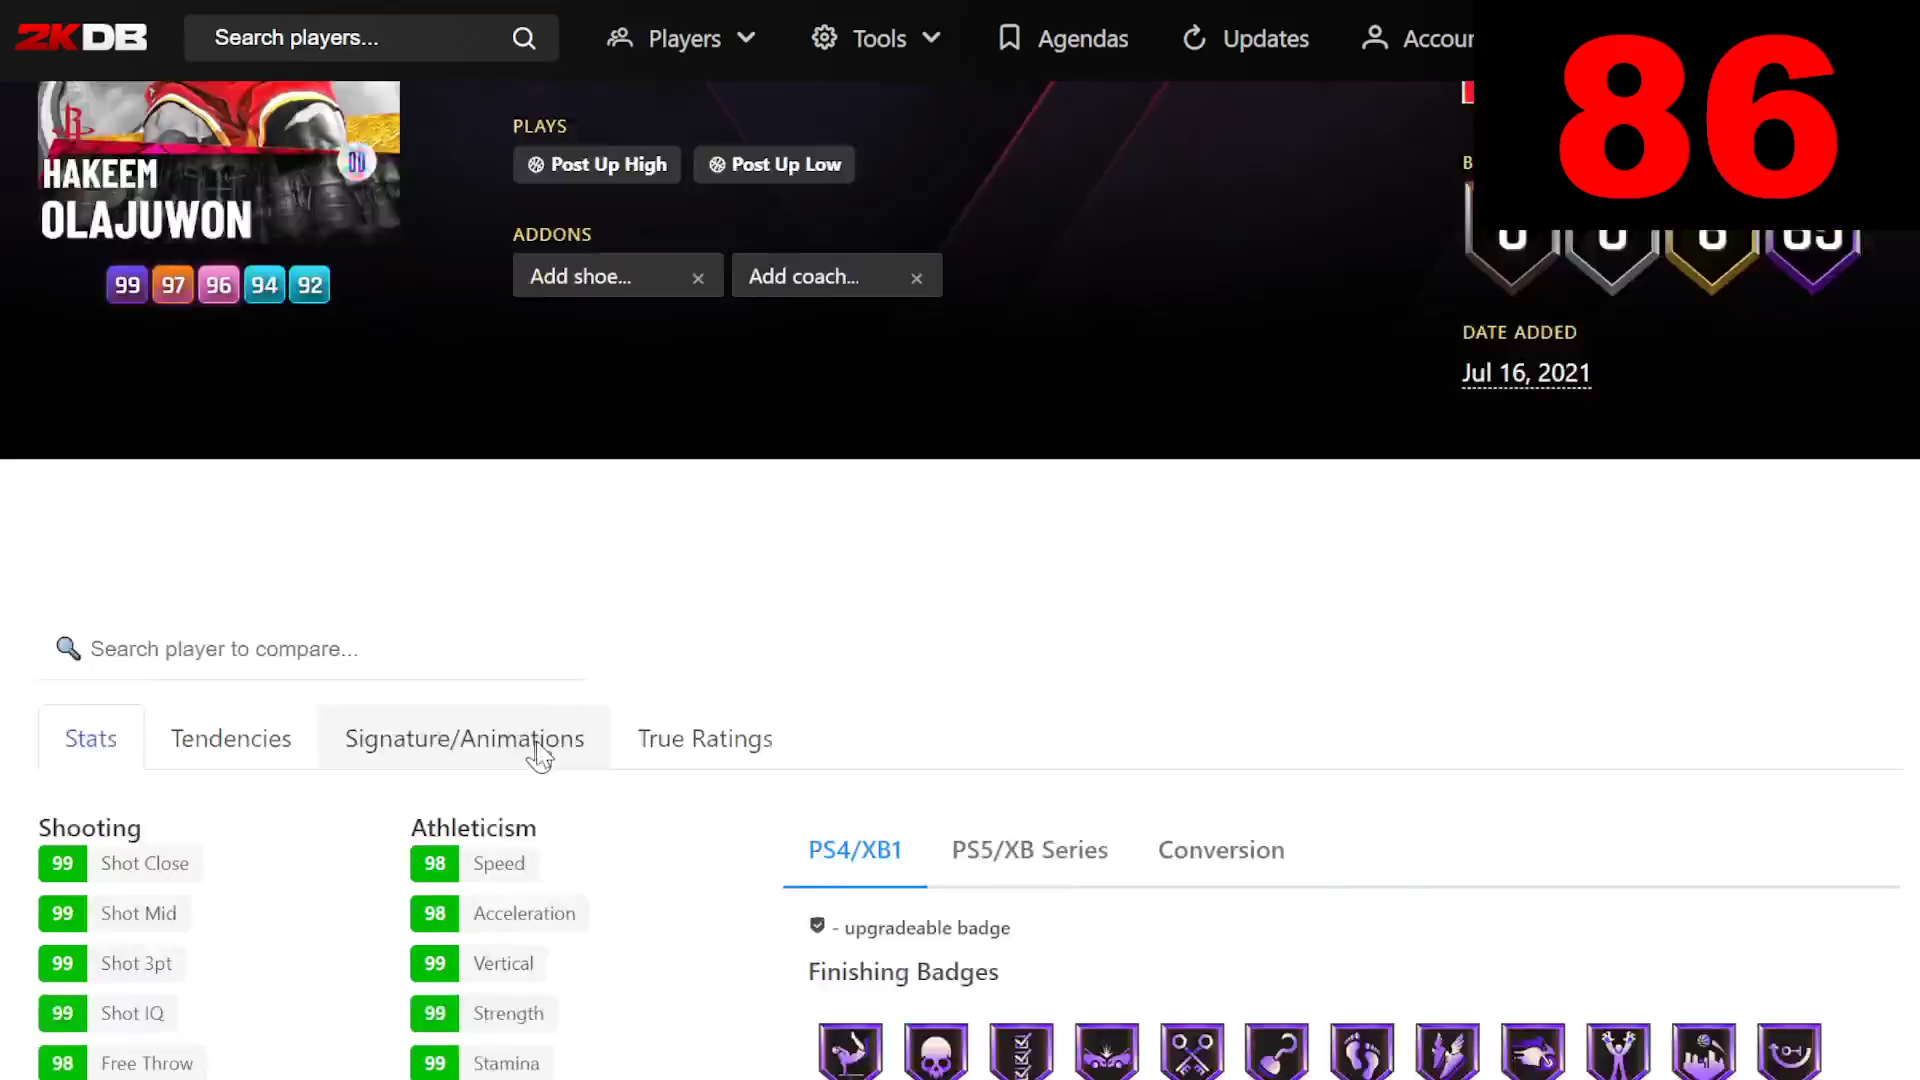 2KDB
Search players...
Players
Tools
Agendas
Updates
Accoun
86
HAKEEM
OLAJUWON
99 97 96 94 92
PLAYS
Post Up High
Post Up Low
ADDONS
Add shoe... ×
Add coach... ×
B
DATE ADDED
Jul 16, 2021
Search player to compare...
Stats
Tendencies
Signature/Animations
True Ratings
Shooting
99 Shot Close
99 Shot Mid
99 Shot 3pt
99 Shot IQ
98 Free Throw
Athleticism
98 Speed
98 Acceleration
99 Vertical
99 Strength
99 Stamina
PS4/XB1
PS5/XB Series
Conversion
- upgradeable badge
Finishing Badges